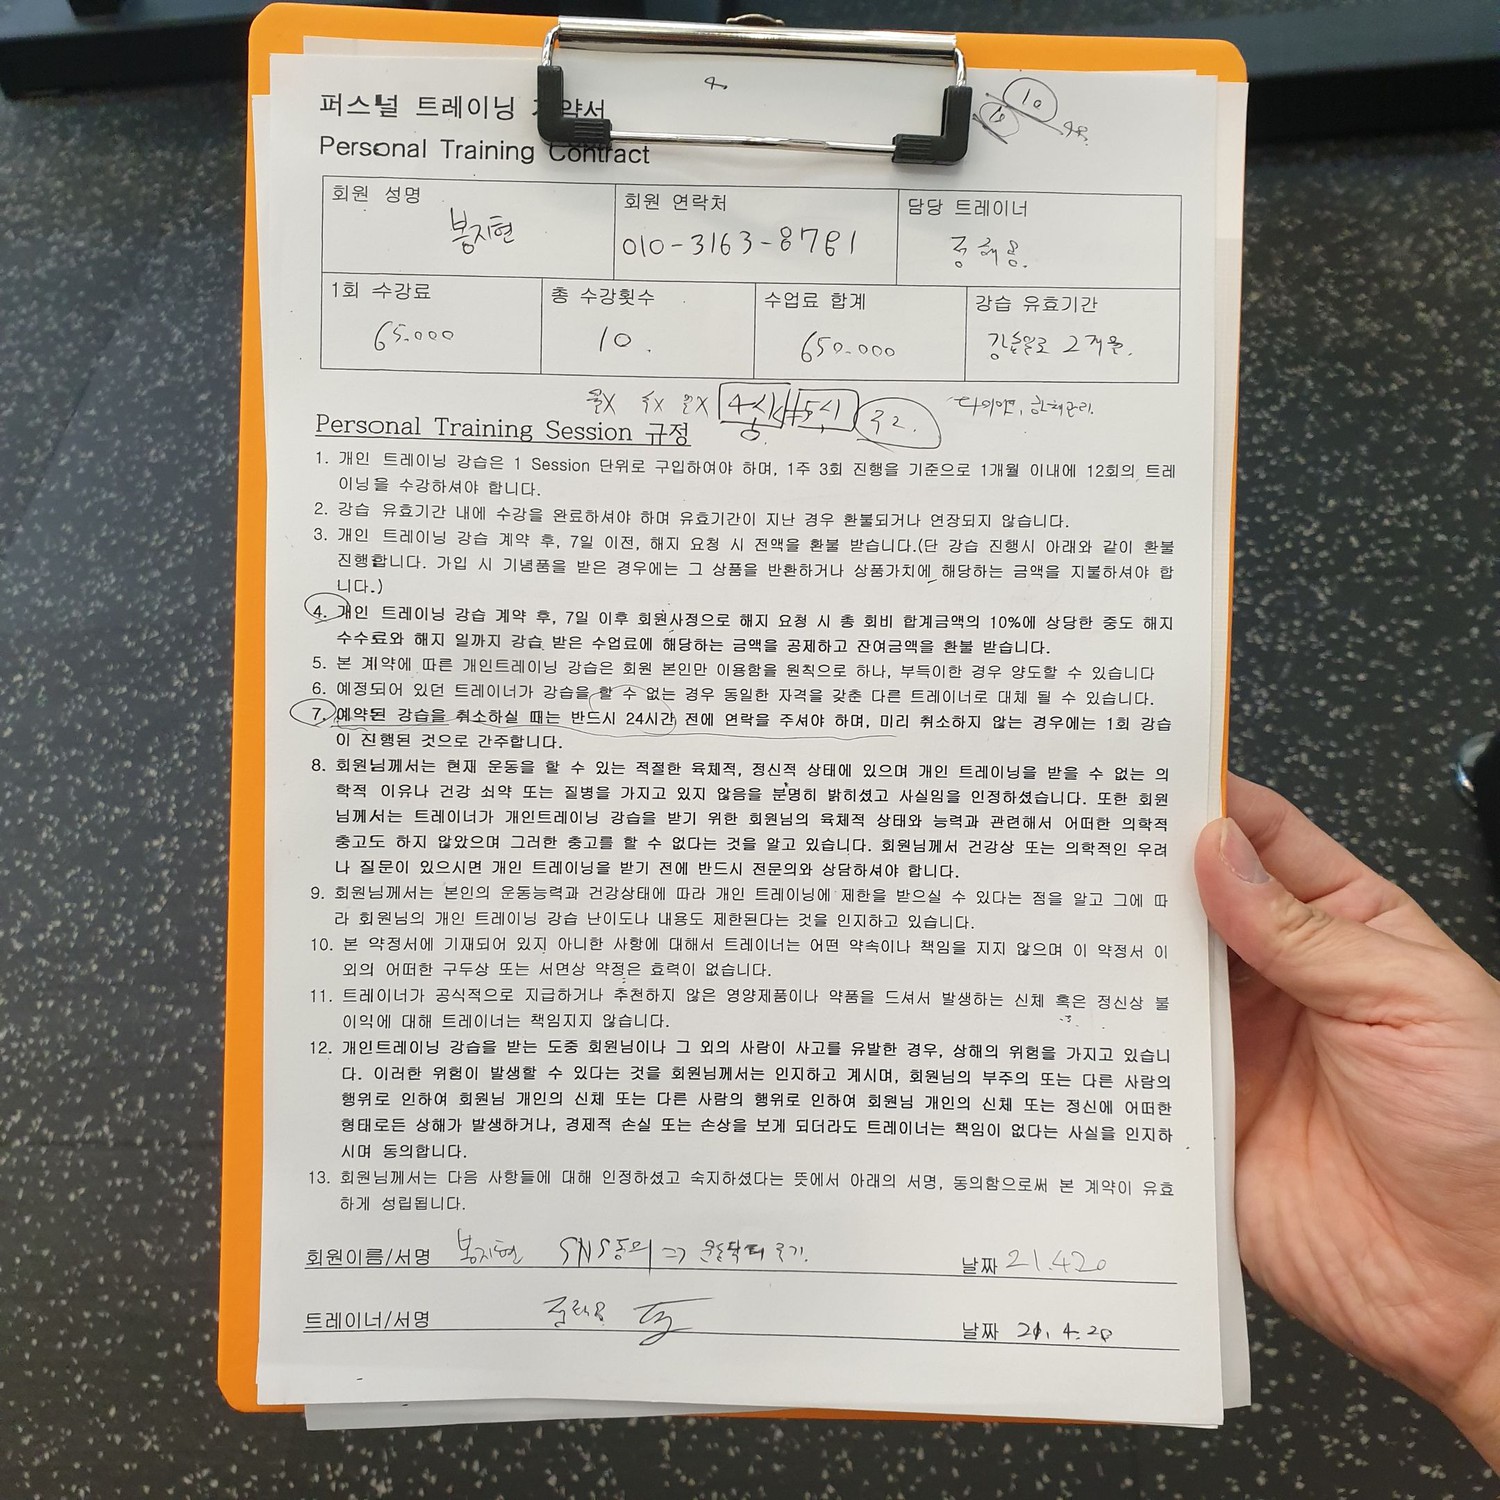 퍼스널 트레이닝 계약서
Personal Training Contract
10
회원 성명
봉지현
회원 연락처
010-3163-8781
담당 트레이너
1회 수강료
65.000
총 수강횟수
10.
수업료 합계
650.000
강습 유효기간
강습일로 2개월.
4시 5시 주2.
다이어트, 하체관리.
Personal Training Session 규정
1. 개인 트레이닝 강습은 1 Session 단위로 구입하여야 하며, 1주 3회 진행을 기준으로 1개월 이내에 12회의 트레
이닝을 수강하셔야 합니다.
2. 강습 유효기간 내에 수강을 완료하셔야 하며 유효기간이 지난 경우 환불되거나 연장되지 않습니다.
3. 개인 트레이닝 강습 계약 후, 7일 이전, 해지 요청 시 전액을 환불 받습니다.(단 강습 진행시 아래와 같이 환불
진행합니다. 가입 시 기념품을 받은 경우에는 그 상품을 반환하거나 상품가치에 해당하는 금액을 지불하셔야 합
니다.)
4. 개인 트레이닝 강습 계약 후, 7일 이후 회원사정으로 해지 요청 시 총 회비 합계금액의 10%에 상당한 중도 해지
수수료와 해지 일까지 강습 받은 수업료에 해당하는 금액을 공제하고 잔여금액을 환불 받습니다.
5. 본 계약에 따른 개인트레이닝 강습은 회원 본인만 이용함을 원칙으로 하나, 부득이한 경우 양도할 수 있습니다
6. 예정되어 있던 트레이너가 강습을 할 수 없는 경우 동일한 자격을 갖춘 다른 트레이너로 대체 될 수 있습니다.
7. 예약된 강습을 취소하실 때는 반드시 24시간 전에 연락을 주셔야 하며, 미리 취소하지 않는 경우에는 1회 강습
이 진행된 것으로 간주합니다.
8. 회원님께서는 현재 운동을 할 수 있는 적절한 육체적, 정신적 상태에 있으며 개인 트레이닝을 받을 수 없는 의
학적 이유나 건강 쇠약 또는 질병을 가지고 있지 않음을 분명히 밝히셨고 사실임을 인정하셨습니다. 또한 회원
님께서는 트레이너가 개인트레이닝 강습을 받기 위한 회원님의 육체적 상태와 능력과 관련해서 어떠한 의학적
충고도 하지 않았으며 그러한 충고를 할 수 없다는 것을 알고 있습니다. 회원님께서 건강상 또는 의학적인 우려
나 질문이 있으시면 개인 트레이닝을 받기 전에 반드시 전문의와 상담하셔야 합니다.
9. 회원님께서는 본인의 운동능력과 건강상태에 따라 개인 트레이닝에 제한을 받으실 수 있다는 점을 알고 그에 따
라 회원님의 개인 트레이닝 강습 난이도나 내용도 제한된다는 것을 인지하고 있습니다.
10. 본 약정서에 기재되어 있지 아니한 사항에 대해서 트레이너는 어떤 약속이나 책임을 지지 않으며 이 약정서 이
외의 어떠한 구두상 또는 서면상 약정은 효력이 없습니다.
11. 트레이너가 공식적으로 지급하거나 추천하지 않은 영양제품이나 약품을 드셔서 발생하는 신체 혹은 정신상 불
이익에 대해 트레이너는 책임지지 않습니다.
12. 개인트레이닝 강습을 받는 도중 회원님이나 그 외의 사람이 사고를 유발한 경우, 상해의 위험을 가지고 있습니
다. 이러한 위험이 발생할 수 있다는 것을 회원님께서는 인지하고 계시며, 회원님의 부주의 또는 다른 사람의
행위로 인하여 회원님 개인의 신체 또는 다른 사람의 행위로 인하여 회원님 개인의 신체 또는 정신에 어떠한
형태로든 상해가 발생하거나, 경제적 손실 또는 손상을 보게 되더라도 트레이너는 책임이 없다는 사실을 인지하
시며 동의합니다.
13. 회원님께서는 다음 사항들에 대해 인정하셨고 숙지하셨다는 뜻에서 아래의 서명, 동의함으로써 본 계약이 유효
하게 성립됩니다.
회원이름/서명 봉지현 SNS동의 => 날짜 21.4.20
트레이너/서명 날짜 21.4.20